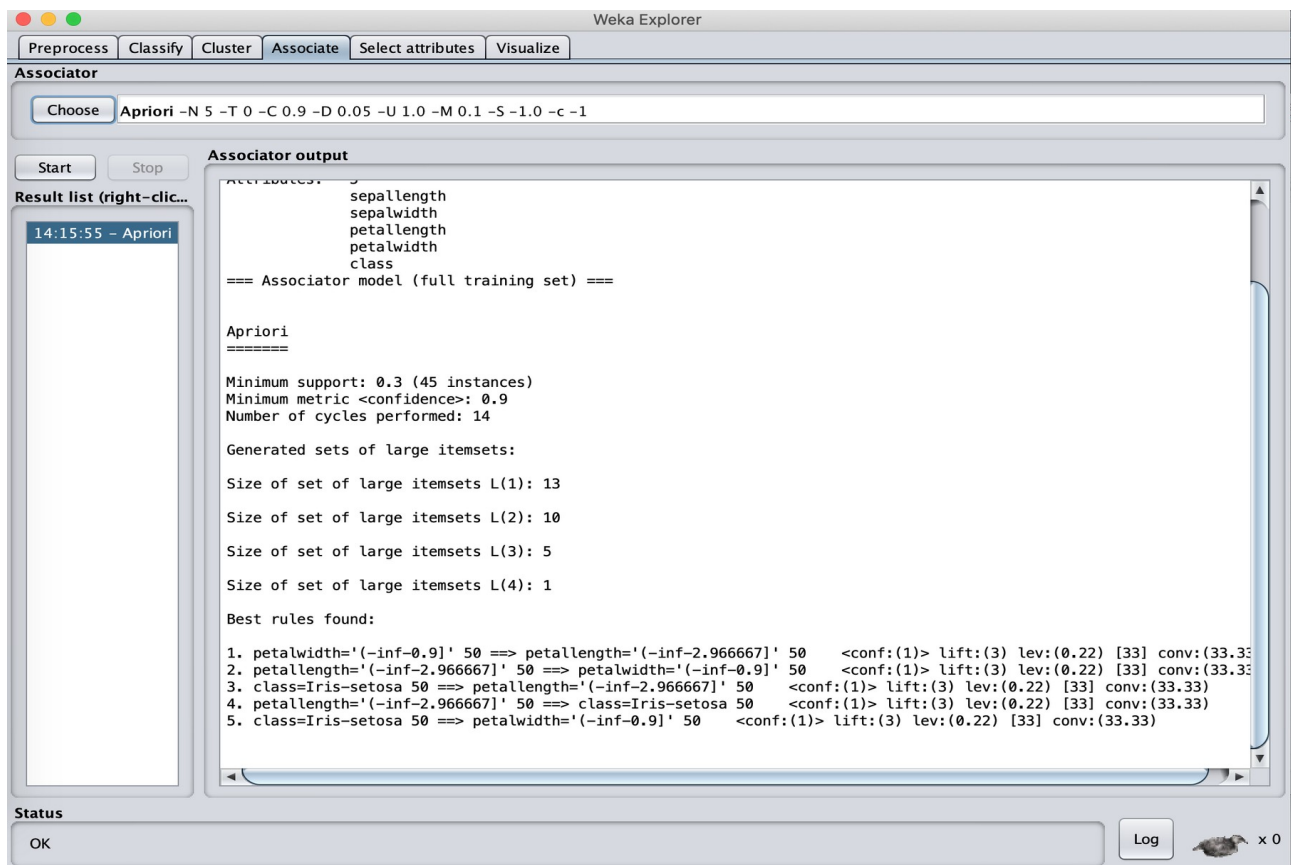 Weka Explorer
Preprocess Classify Cluster Associate Select attributes Visualize
Associator
Choose Apriori -N 5 -T 0 -C 0.9 -D 0.05 -U 1.0 -M 0.1 -S -1.0 -c -1
Start Stop
Associator output
Result list (right-clic...
14:15:55 - Apriori
Attributes: 5
sepallength
sepalwidth
petallength
petalwidth
class
=== Associator model (full training set) ===
Apriori
=======
Minimum support: 0.3 (45 instances)
Minimum metric <confidence>: 0.9
Number of cycles performed: 14
Generated sets of large itemsets:
Size of set of large itemsets L(1): 13
Size of set of large itemsets L(2): 10
Size of set of large itemsets L(3): 5
Size of set of large itemsets L(4): 1
Best rules found:
1. petalwidth='(-inf-0.9]' 50 ==> petallength='(-inf-2.966667]' 50 <conf:(1)> lift:(3) lev:(0.22) [33] conv:(33.33
2. petallength='(-inf-2.966667]' 50 ==> petalwidth='(-inf-0.9]' 50 <conf:(1)> lift:(3) lev:(0.22) [33] conv:(33.33
3. class=Iris-setosa 50 ==> petallength='(-inf-2.966667]' 50 <conf:(1)> lift:(3) lev:(0.22) [33] conv:(33.33)
4. petallength='(-inf-2.966667]' 50 ==> class=Iris-setosa 50 <conf:(1)> lift:(3) lev:(0.22) [33] conv:(33.33)
5. class=Iris-setosa 50 ==> petalwidth='(-inf-0.9]' 50 <conf:(1)> lift:(3) lev:(0.22) [33] conv:(33.33)
Status
OK
Log
x 0